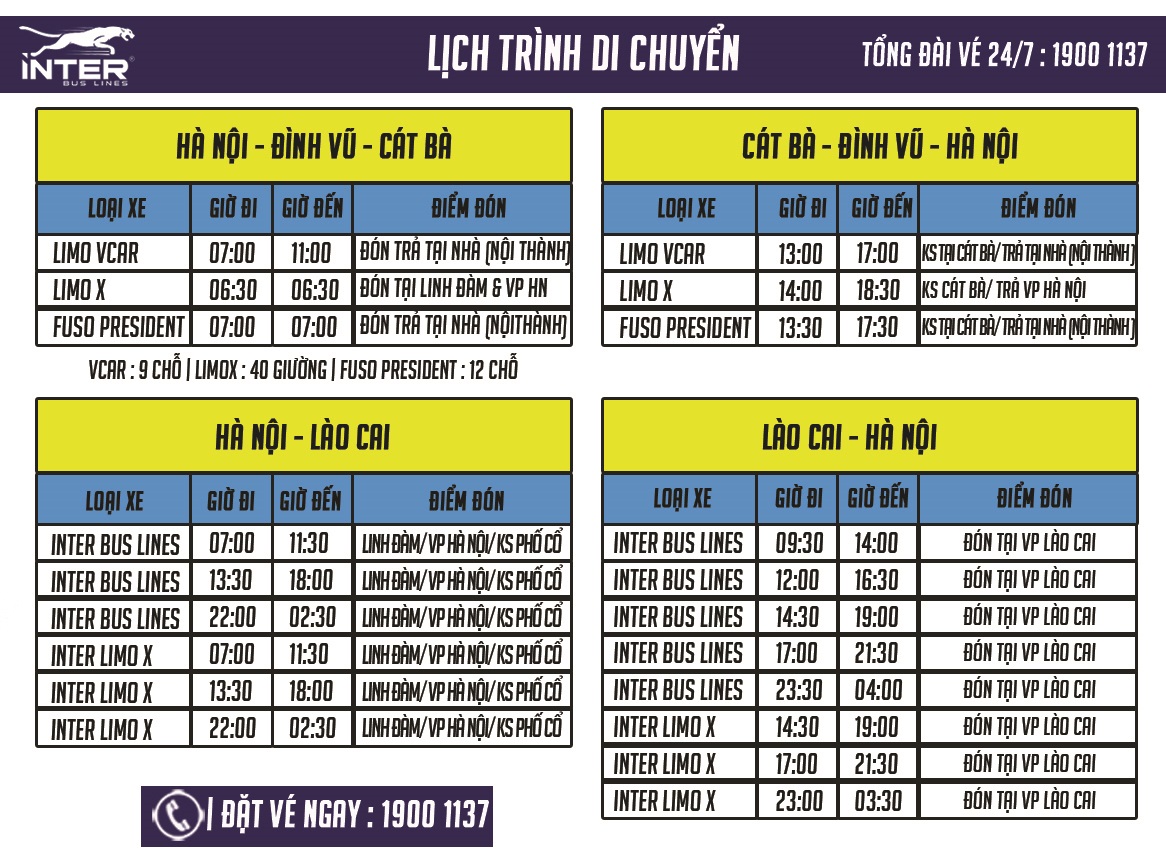 INTER
BUS LINES
LỊCH TRÌNH DI CHUYỂN
TỔNG ĐÀI VÉ 24/7 : 1900 1137
HÀ NỘI - ĐÌNH VŨ - CÁT BÀ
LOẠI XE GIỜ ĐI GIỜ ĐẾN ĐIỂM ĐÓN
LIMO VCAR 07:00 11:00 ĐÓN TRẢ TẠI NHÀ (NỘI THÀNH)
LIMO X 06:30 06:30 ĐÓN TẠI LINH ĐÀM & VP HN
FUSO PRESIDENT 07:00 07:00 ĐÓN TRẢ TẠI NHÀ (NỘITHÀNH)
VCAR : 9 CHỖ | LIMOX : 40 GIƯỜNG | FUSO PRESIDENT : 12 CHỖ
CÁT BÀ - ĐÌNH VŨ - HÀ NỘI
LOẠI XE GIỜ ĐI GIỜ ĐẾN ĐIỂM ĐÓN
LIMO VCAR 13:00 17:00 KS TẠI CÁT BÀ/ TRẢ TẠI NHÀ (NỘI THÀNH)
LIMO X 14:00 18:30 KS CÁT BÀ/ TRẢ VP HÀ NỘI
FUSO PRESIDENT 13:30 17:30 KS TẠI CÁT BÀ/ TRẢ TẠI NHÀ (NỘI THÀNH)
HÀ NỘI - LÀO CAI
LOẠI XE GIỜ ĐI GIỜ ĐẾN ĐIỂM ĐÓN
INTER BUS LINES 07:00 11:30 LINH ĐÀM/ VP HÀ NỘI/ KS PHỐ CỔ
INTER BUS LINES 13:30 18:00 LINH ĐÀM/ VP HÀ NỘI/ KS PHỐ CỔ
INTER BUS LINES 22:00 02:30 LINH ĐÀM/ VP HÀ NỘI/ KS PHỐ CỔ
INTER LIMO X 07:00 11:30 LINH ĐÀM/ VP HÀ NỘI/ KS PHỐ CỔ
INTER LIMO X 13:30 18:00 LINH ĐÀM/ VP HÀ NỘI/ KS PHỐ CỔ
INTER LIMO X 22:00 02:30 LINH ĐÀM/ VP HÀ NỘI/ KS PHỐ CỔ
LÀO CAI - HÀ NỘI
LOẠI XE GIỜ ĐI GIỜ ĐẾN ĐIỂM ĐÓN
INTER BUS LINES 09:30 14:00 ĐÓN TẠI VP LÀO CAI
INTER BUS LINES 12:00 16:30 ĐÓN TẠI VP LÀO CAI
INTER BUS LINES 14:30 19:00 ĐÓN TẠI VP LÀO CAI
INTER BUS LINES 17:00 21:30 ĐÓN TẠI VP LÀO CAI
INTER BUS LINES 23:30 04:00 ĐÓN TẠI VP LÀO CAI
INTER LIMO X 14:30 19:00 ĐÓN TẠI VP LÀO CAI
INTER LIMO X 17:00 21:30 ĐÓN TẠI VP LÀO CAI
INTER LIMO X 23:00 03:30 ĐÓN TẠI VP LÀO CAI
| ĐẶT VÉ NGAY : 1900 1137